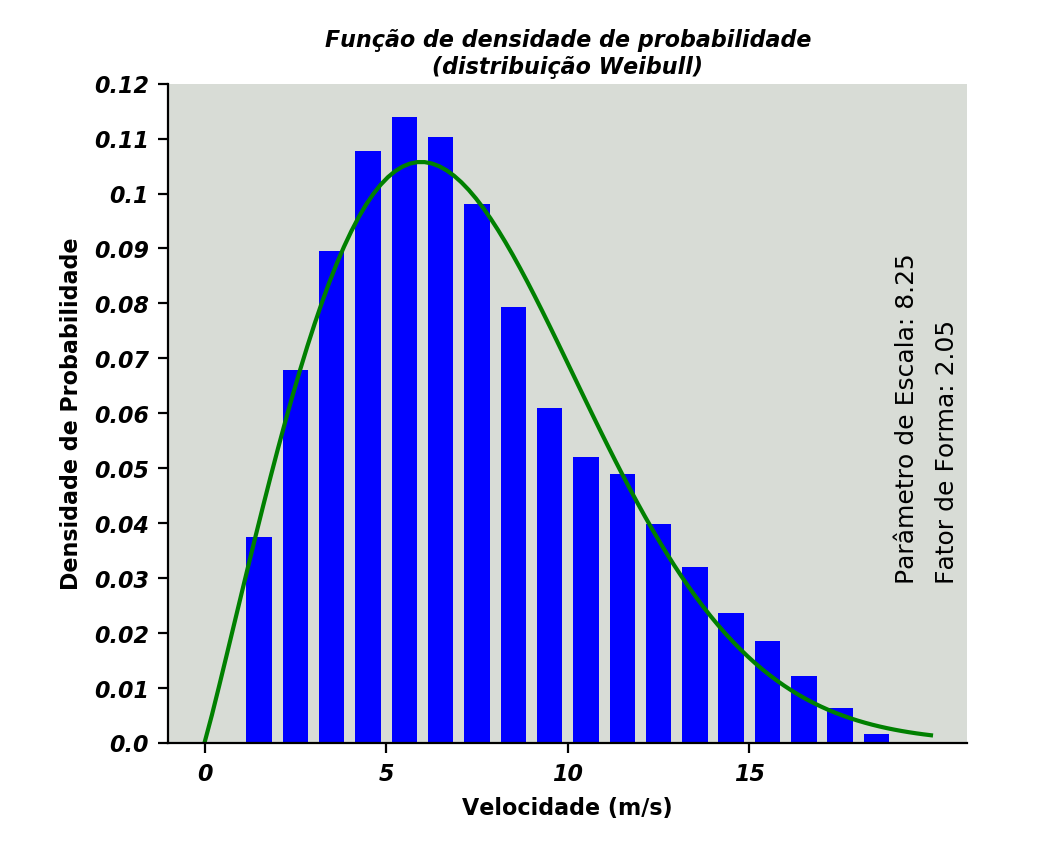 Função de densidade de probabilidade
(distribuição Weibull)
0.12
0.11
0.1
0.09
0.08
0.07
0.06
0.05
0.04
0.03
0.02
0.01
0.0
Densidade de Probabilidade
0
5
10
15
Velocidade (m/s)
Parâmetro de Escala: 8.25
Fator de Forma: 2.05